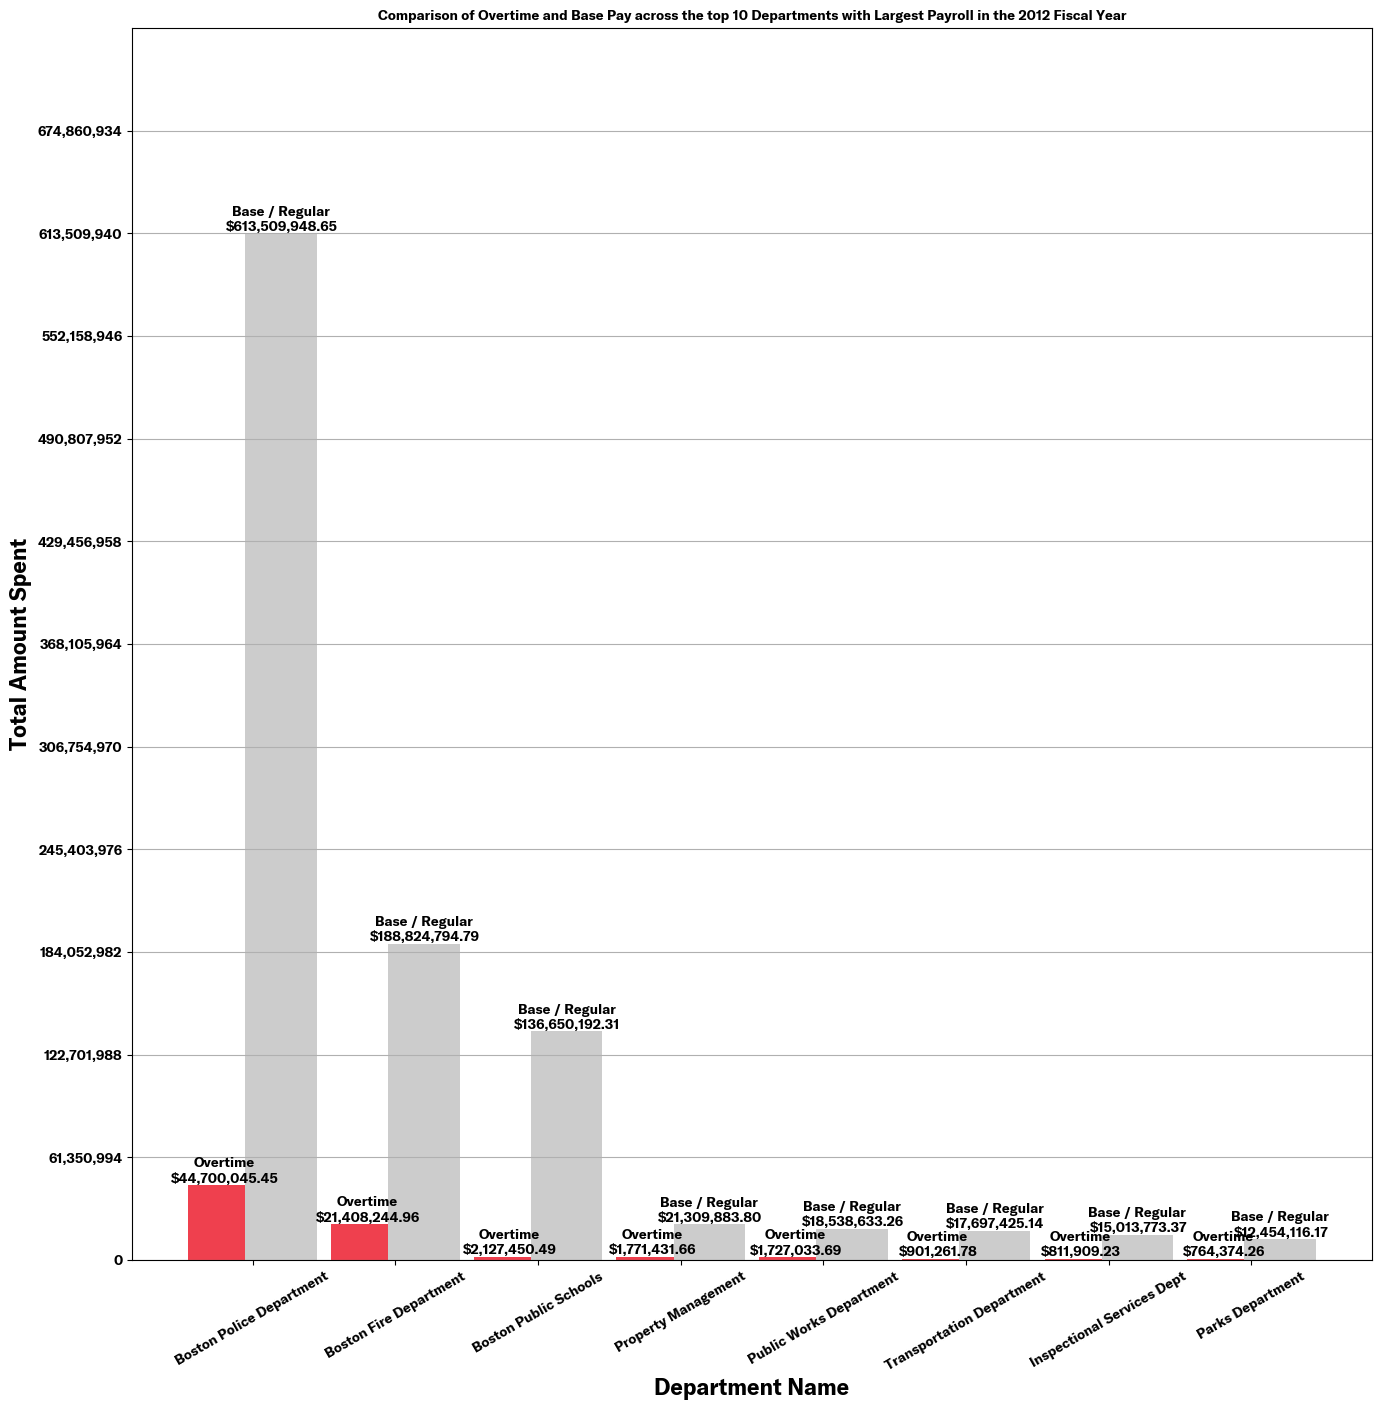 Comparison of Overtime and Base Pay across the top 10 Departments with Largest Payroll in the 2012 Fiscal Year
Total Amount Spent
674,860,934
613,509,940
552,158,946
490,807,952
429,456,958
368,105,964
306,754,970
245,403,976
184,052,982
122,701,988
61,350,994
0
Base / Regular
$613,509,948.65
Base / Regular
$188,824,794.79
Base / Regular
$136,650,192.31
Overtime
$44,700,045.45
Overtime
$21,408,244.96
Overtime
$2,127,450.49
Overtime
$1,771,431.66
Base / Regular
$21,309,883.80
Overtime
$1,727,033.69
Base / Regular
$18,538,633.26
Overtime
$901,261.78
Base / Regular
$17,697,425.14
Overtime
$811,909.23
Base / Regular
$15,013,773.37
Overtime
$764,374.26
Base / Regular
$12,454,116.17
Boston Police Department
Boston Fire Department
Boston Public Schools
Property Management
Public Works Department
Transportation Department
Inspectional Services Dept
Parks Department
Department Name